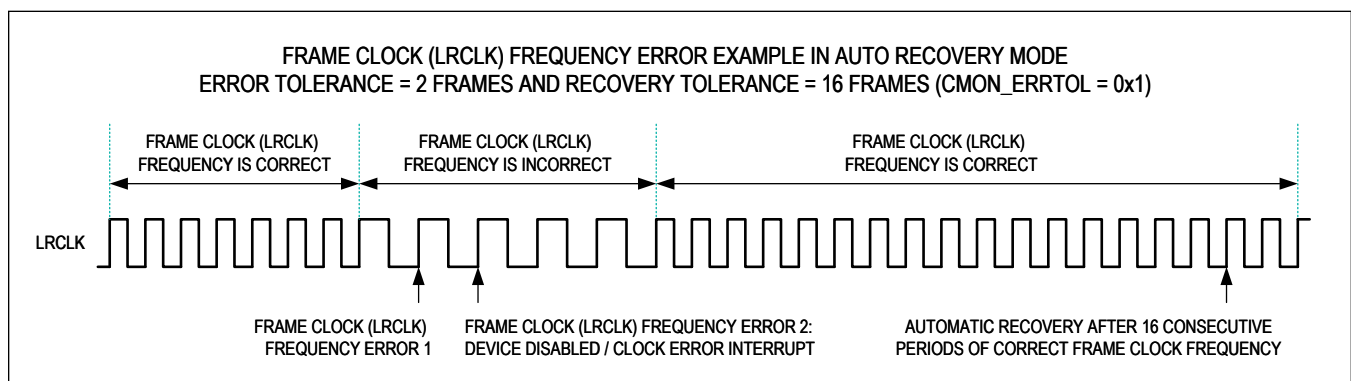 FRAME CLOCK (LRCLK) FREQUENCY ERROR EXAMPLE IN AUTO RECOVERY MODE
ERROR TOLERANCE = 2 FRAMES AND RECOVERY TOLERANCE = 16 FRAMES (CMON_ERRTOL = 0x1)
FRAME CLOCK (LRCLK)
FREQUENCY IS CORRECT
FRAME CLOCK (LRCLK)
FREQUENCY IS INCORRECT
FRAME CLOCK (LRCLK)
FREQUENCY IS CORRECT
LRCLK
FRAME CLOCK (LRCLK)
FREQUENCY ERROR 1
FRAME CLOCK (LRCLK) FREQUENCY ERROR 2:
DEVICE DISABLED / CLOCK ERROR INTERRUPT
AUTOMATIC RECOVERY AFTER 16 CONSECUTIVE
PERIODS OF CORRECT FRAME CLOCK FREQUENCY